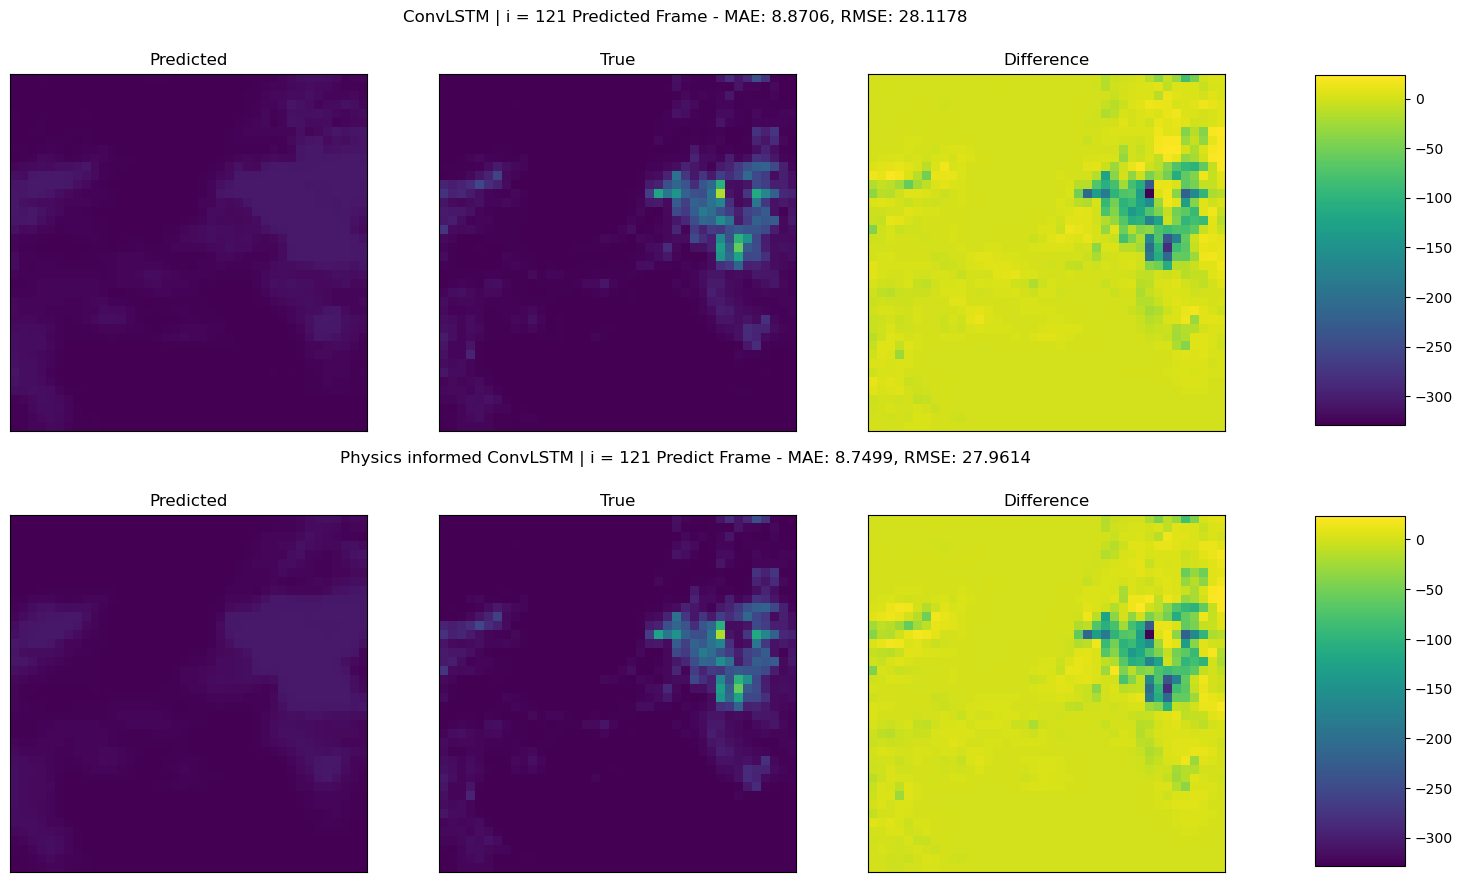 ConvLSTM | i = 121 Predicted Frame - MAE: 8.8706, RMSE: 28.1178
Predicted
True
Difference
0
−50
−100
−150
−200
−250
−300
Physics informed ConvLSTM | i = 121 Predict Frame - MAE: 8.7499, RMSE: 27.9614
Predicted
True
Difference
0
−50
−100
−150
−200
−250
−300